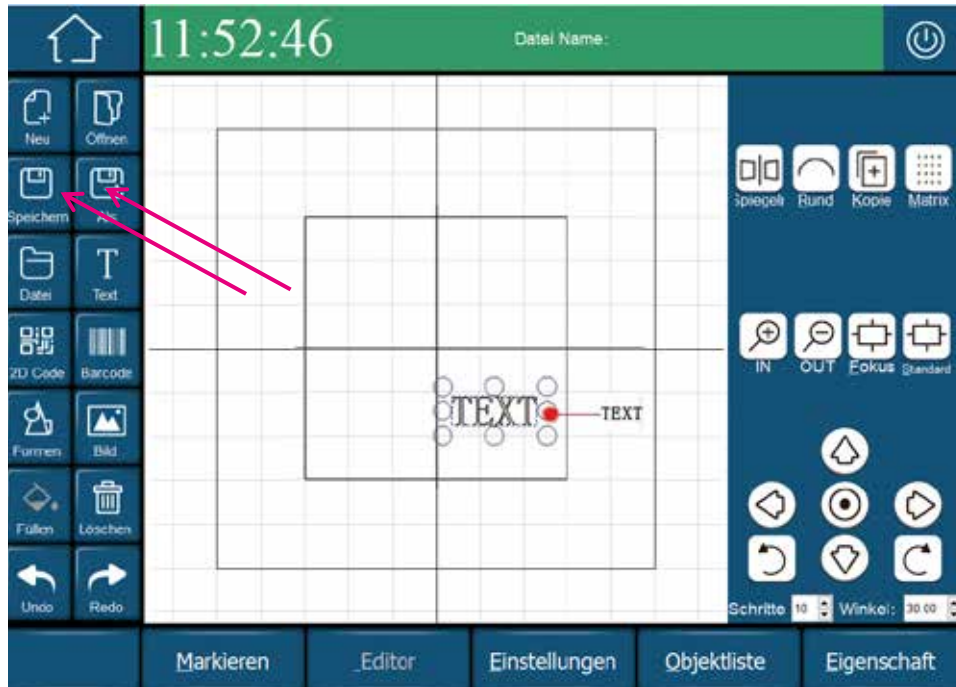 11:52:46
Datei Name:
Neu
Öffnen
Speichern
Als
Datei
Text
2D Code
Barcode
Formen
Bild
Füllen
Löschen
Undo
Redo
TEXT
TEXT
Spiegeln
Rund
Kopie
Matrix
IN
OUT
Fokus
Standard
Schritte
10
Winkel:
30.00
Markieren
Editor
Einstellungen
Objektliste
Eigenschaft